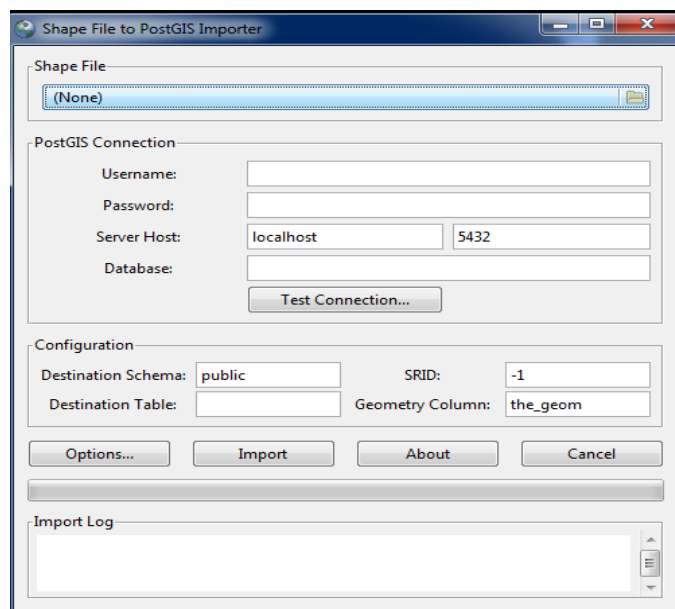 Shape File to PostGIS Importer
Shape File
(None)
PostGIS Connection
Username:
Password:
Server Host: localhost 5432
Database:
Test Connection...
Configuration
Destination Schema: public SRID: -1
Destination Table: Geometry Column: the_geom
Options... Import About Cancel
Import Log